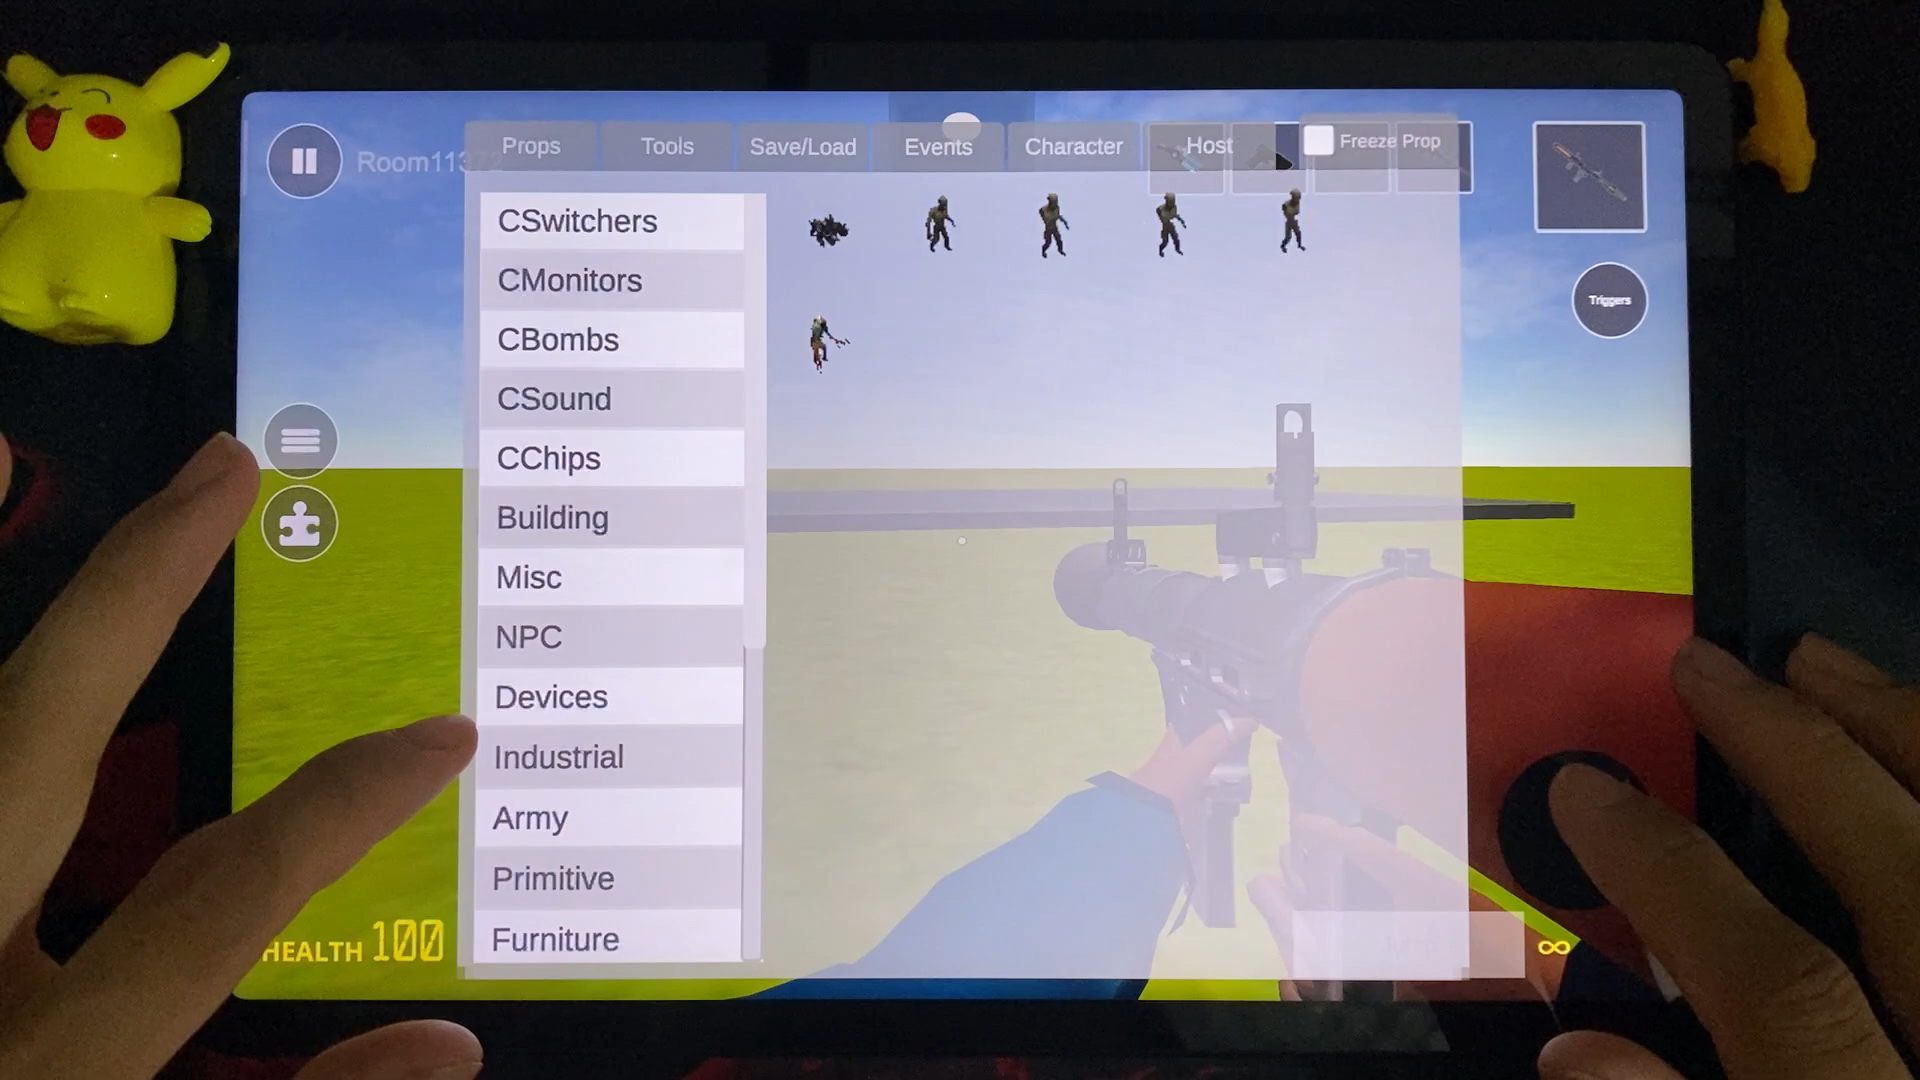 Room11372
Props
Tools
Save/Load
Events
Character
Host
Freeze Prop
CSwitchers
CMonitors
CBombs
CSound
CChips
Building
Misc
NPC
Devices
Industrial
Army
Primitive
Furniture
Triggers
HEALTH 100
∞